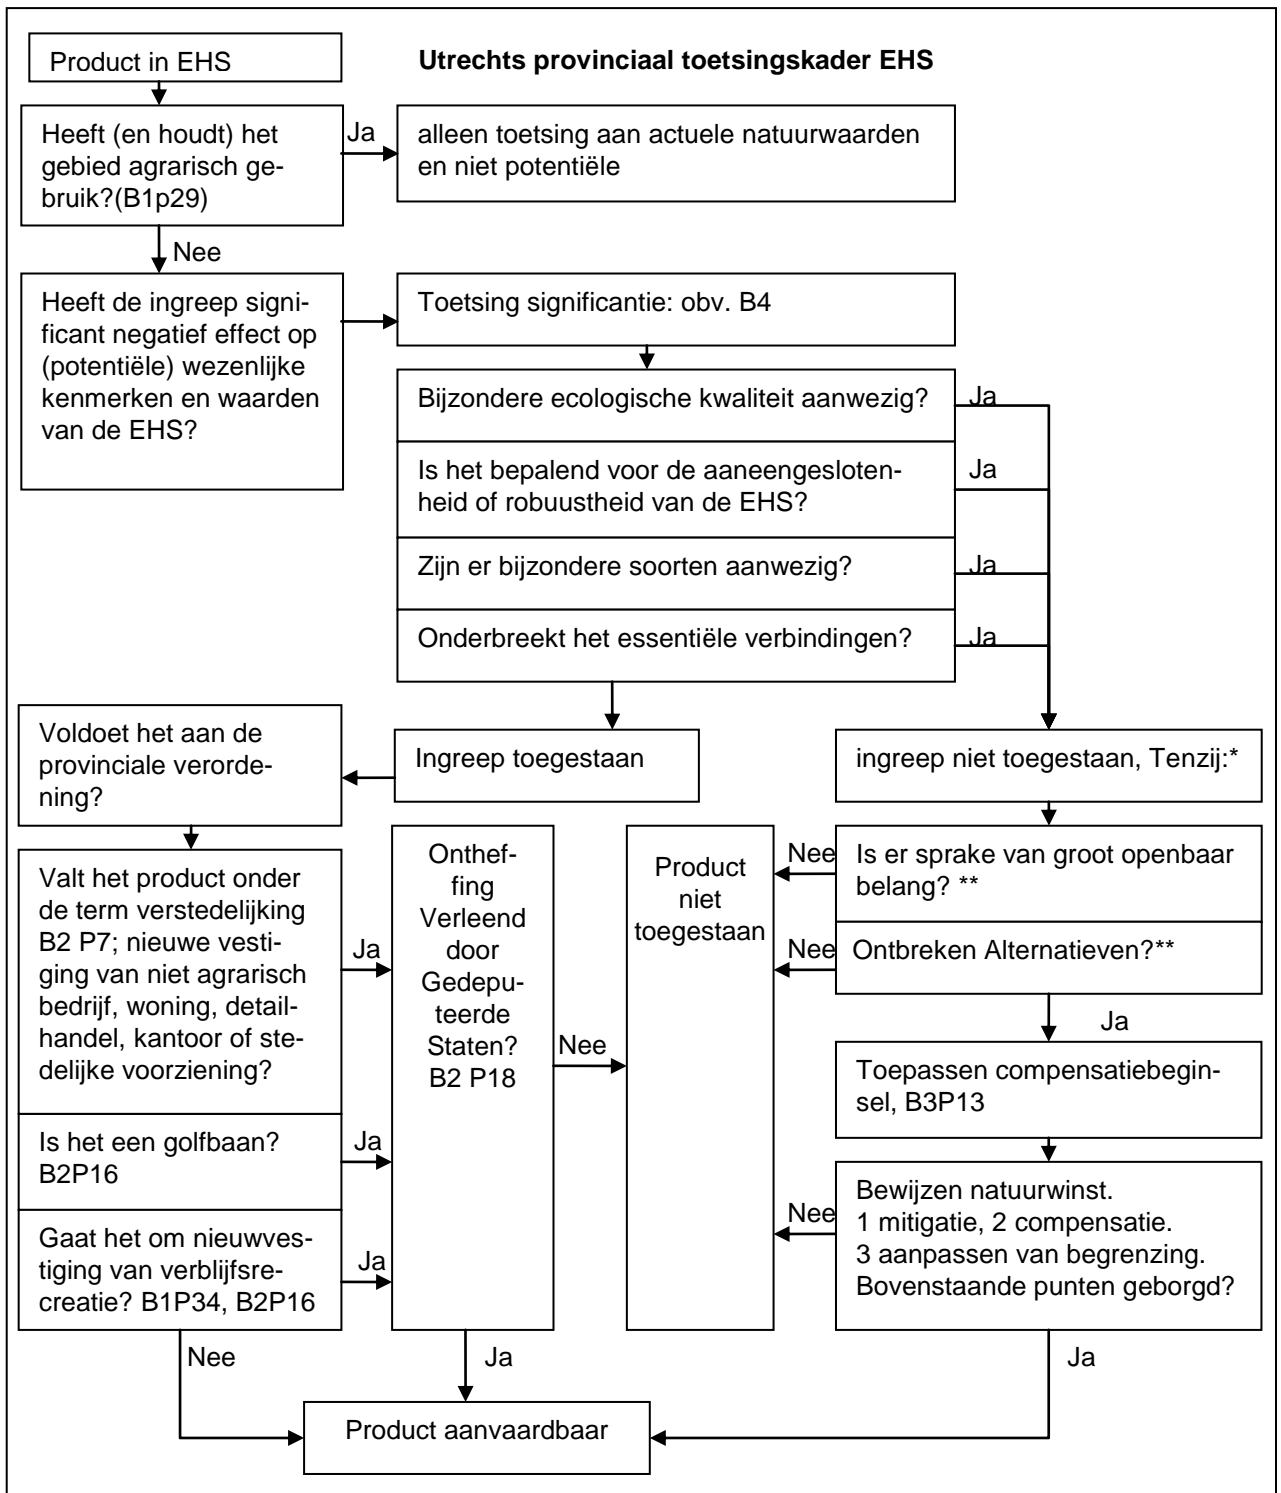 Product in EHS
Utrechts provinciaal toetsingskader EHS
Heeft (en houdt) het
gebied agrarisch ge-
bruik?(B1p29)
Ja
alleen toetsing aan actuele natuurwaarden
en niet potentiële
Nee
Heeft de ingreep signi-
ficant negatief effect op
(potentiële) wezenlijke
kenmerken en waarden
van de EHS?
Toetsing significantie: obv. B4
Bijzondere ecologische kwaliteit aanwezig?
Ja
Is het bepalend voor de aaneengesloten-
heid of robuustheid van de EHS?
Ja
Zijn er bijzondere soorten aanwezig?
Ja
Onderbreekt het essentiële verbindingen?
Ja
Voldoet het aan de
provinciale verorde-
ning?
Ingreep toegestaan
ingreep niet toegestaan, Tenzij:*
Valt het product onder
de term verstedelijking
B2 P7; nieuwe vesti-
ging van niet agrarisch
bedrijf, woning, detail-
handel, kantoor of ste-
delijke voorziening?
Ja
Is het een golfbaan?
B2P16
Ja
Gaat het om nieuwves-
tiging van verblijfsre-
creatie? B1P34, B2P16
Ja
Onthef-
fing
Verleend
door
Gedepu-
teerde
Staten?
B2 P18
Nee
Product
niet
toegestaan
Nee
Is er sprake van groot openbaar
belang? **
Nee
Ontbreken Alternatieven?**
Ja
Toepassen compensatiebegin-
sel, B3P13
Nee
Bewijzen natuurwinst.
1 mitigatie, 2 compensatie.
3 aanpassen van begrenzing.
Bovenstaande punten geborgd?
Nee
Ja
Ja
Product aanvaardbaar